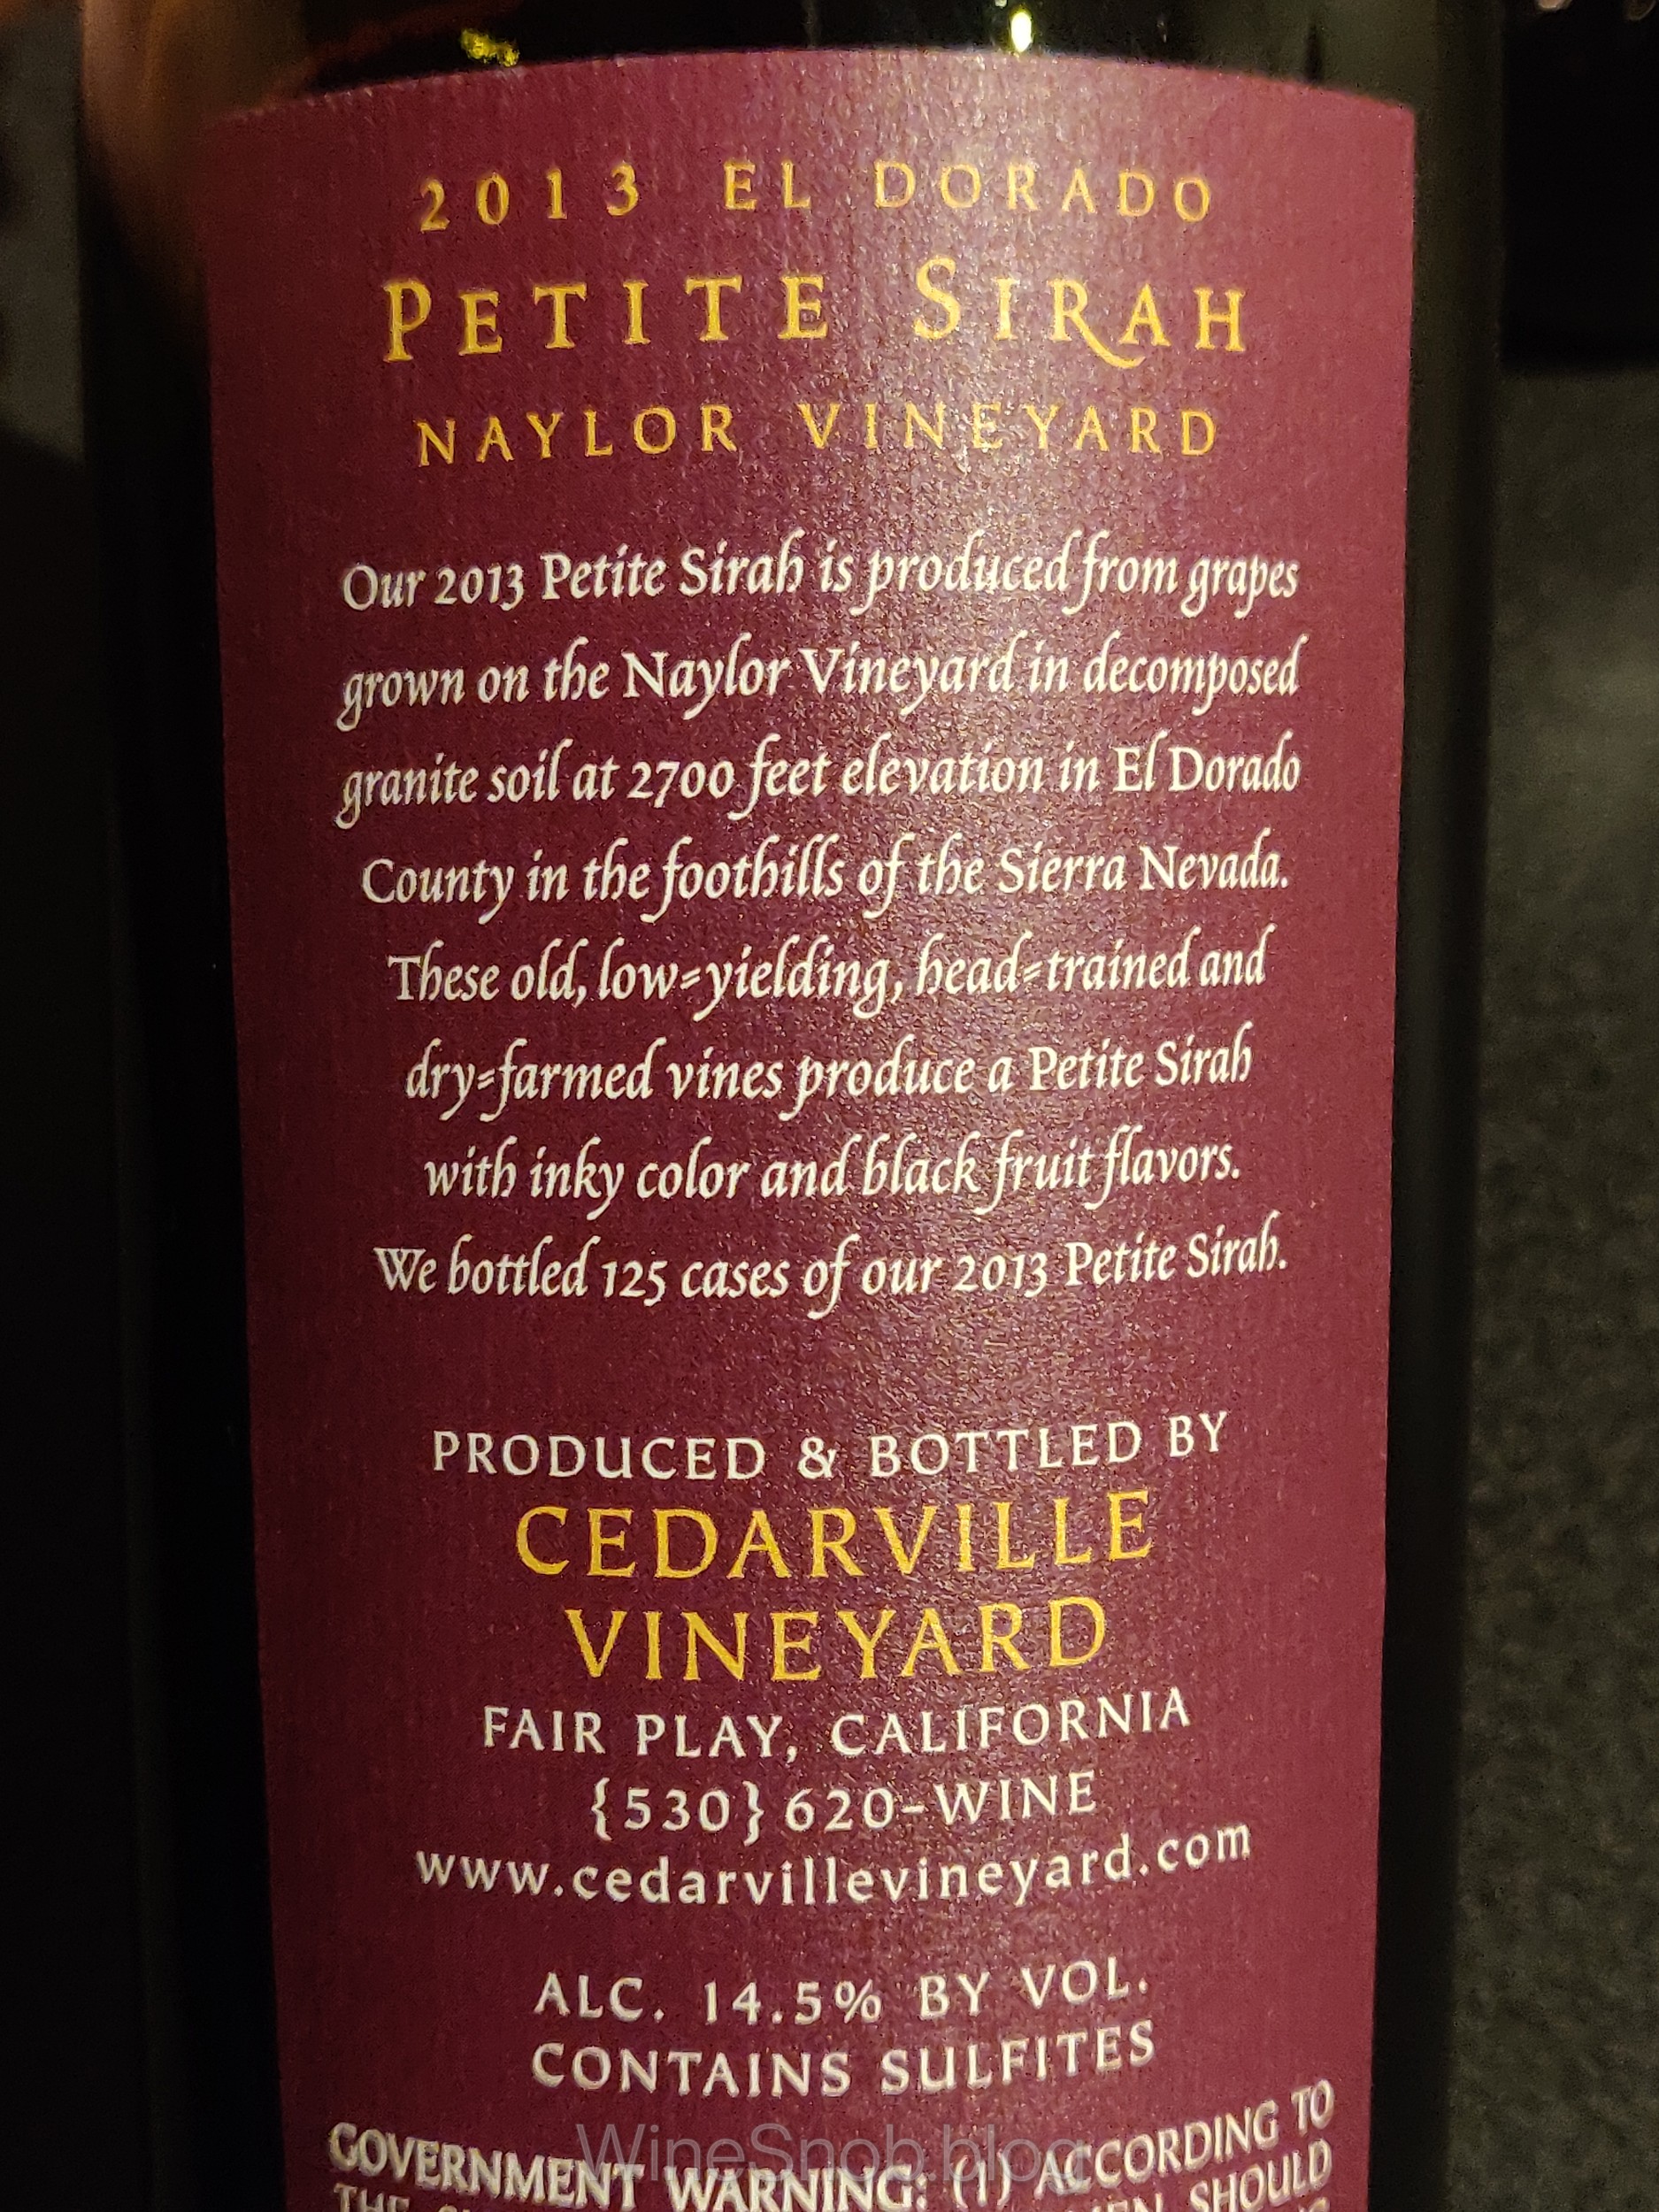 2013 EL DORADO
PETITE SIRAH
NAYLOR VINEYARD
Our 2013 Petite Sirah is produced from grapes
grown on the Naylor Vineyard in decomposed
granite soil at 2700 feet elevation in El Dorado
County in the foothills of the Sierra Nevada.
These old, low-yielding, head-trained and
dry-farmed vines produce a Petite Sirah
with inky color and black fruit flavors.
We bottled 125 cases of our 2013 Petite Sirah.
PRODUCED & BOTTLED BY
CEDARVILLE
VINEYARD
FAIR PLAY, CALIFORNIA
{530} 620-WINE
www.cedarvillevineyard.com
ALC. 14.5% BY VOL.
CONTAINS SULFITES
GOVERNMENT WARNING: (1) ACCORDING TO
THE SHOULD
WineSnob.blog